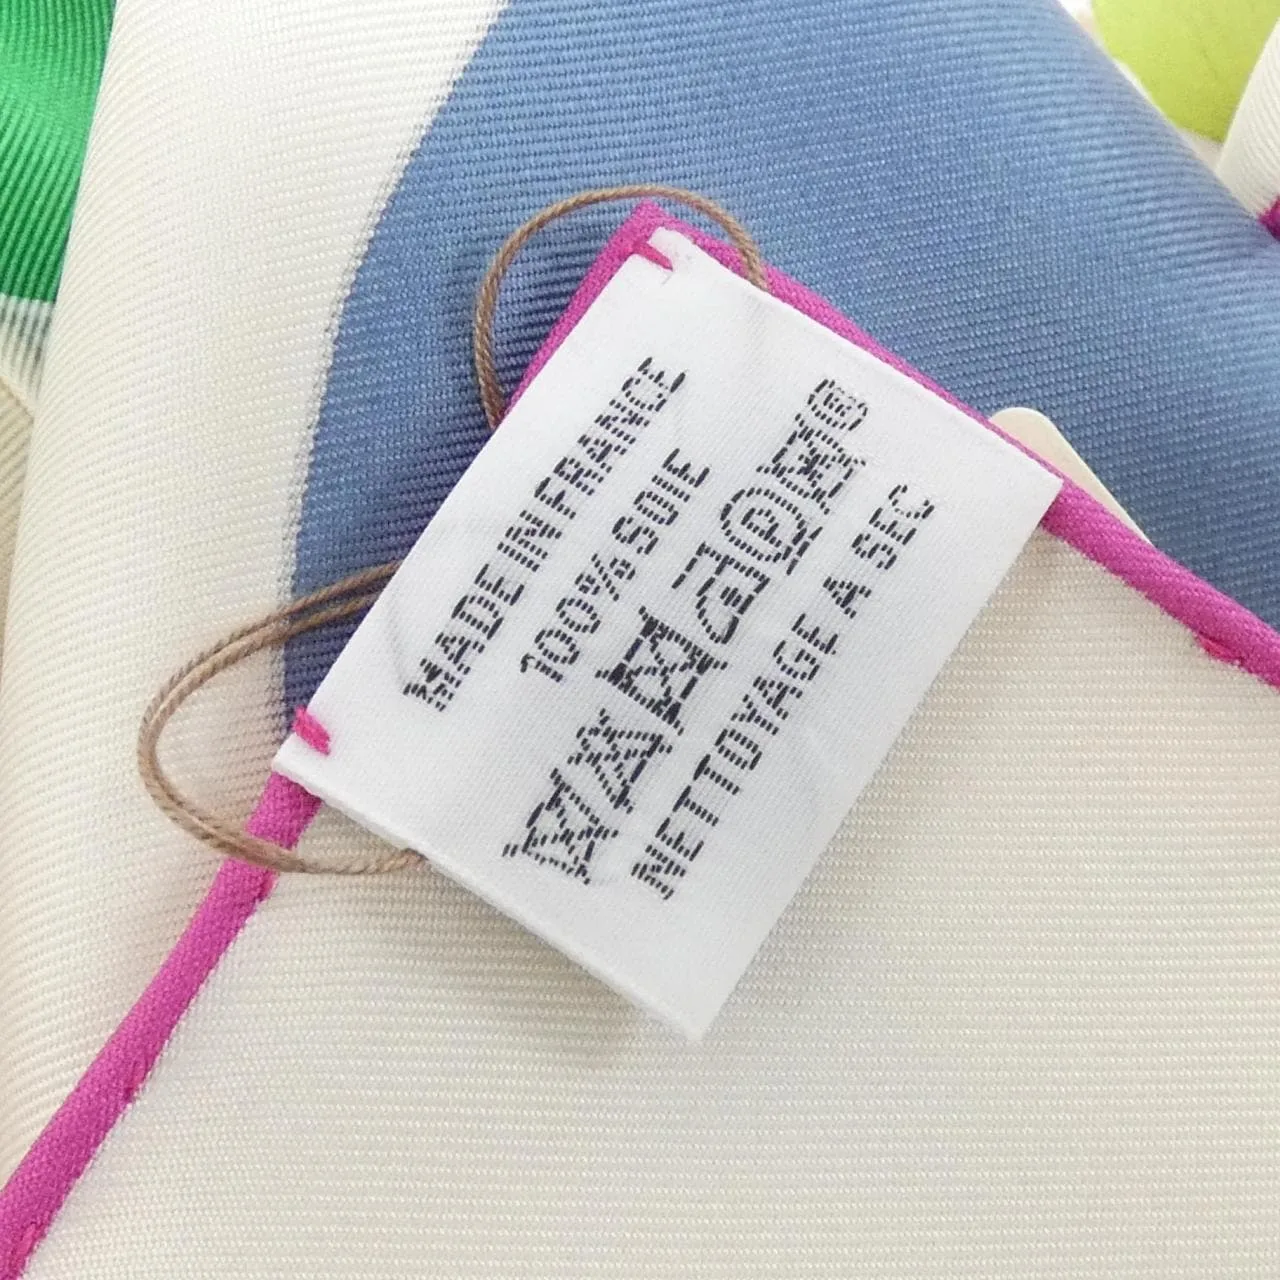 MADE IN FRANCE
100% SOIE
P
NETTOYAGE A SEC